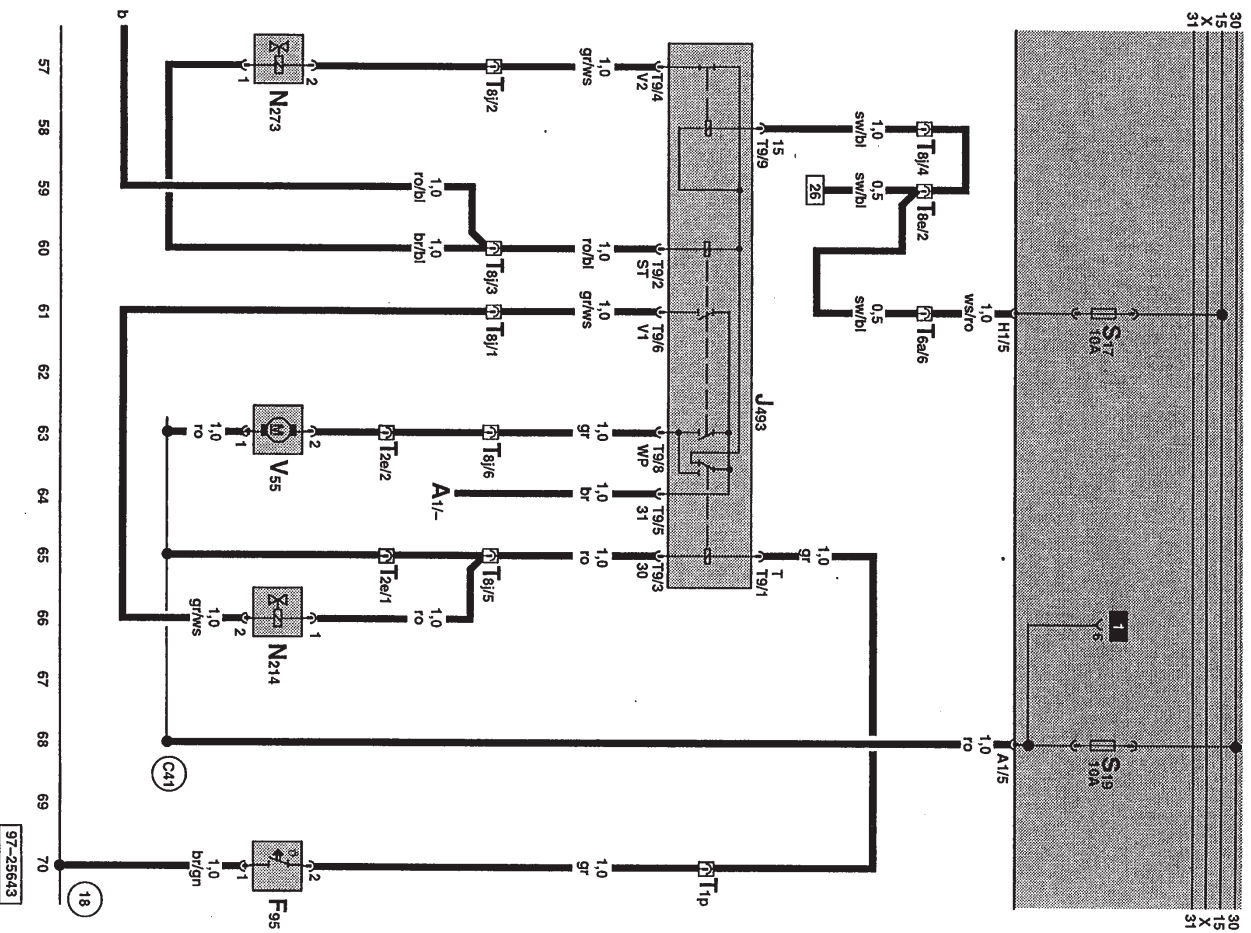 30
15
X
31
30
15
X
31
S17
10A
H1/5
1,0
ws/ro
T6a/6
0,5
sw/bl
T8e/2
0,5
sw/bl
26
T8j/4
1,0
sw/bl
15
T9/9
1
6
S19
10A
A1/5
1,0
ro
J493
T9/4
V2
T9/2
ST
T9/6
V1
T9/8
WP
T9/5
31
T9/3
30
T
T9/1
1,0
gr
1,0
gr/ws
1,0
ro/bl
1,0
gr/ws
1,0
gr
1,0
br
1,0
ro
T8j/2
T8j/3
T8j/1
T8j/6
A1/–
T8j/5
T1p
1,0
ro/bl
1,0
br/bl
T2e/2
T2e/1
1,0
ro
1,0
gr
b
2
1
N273
2
1
V55
1
2
N214
2
1
F95
1,0
ro
1,0
gr/ws
1,0
br/gn
C41
18
57
58
59
60
61
62
63
64
65
66
67
68
69
70
97–25643